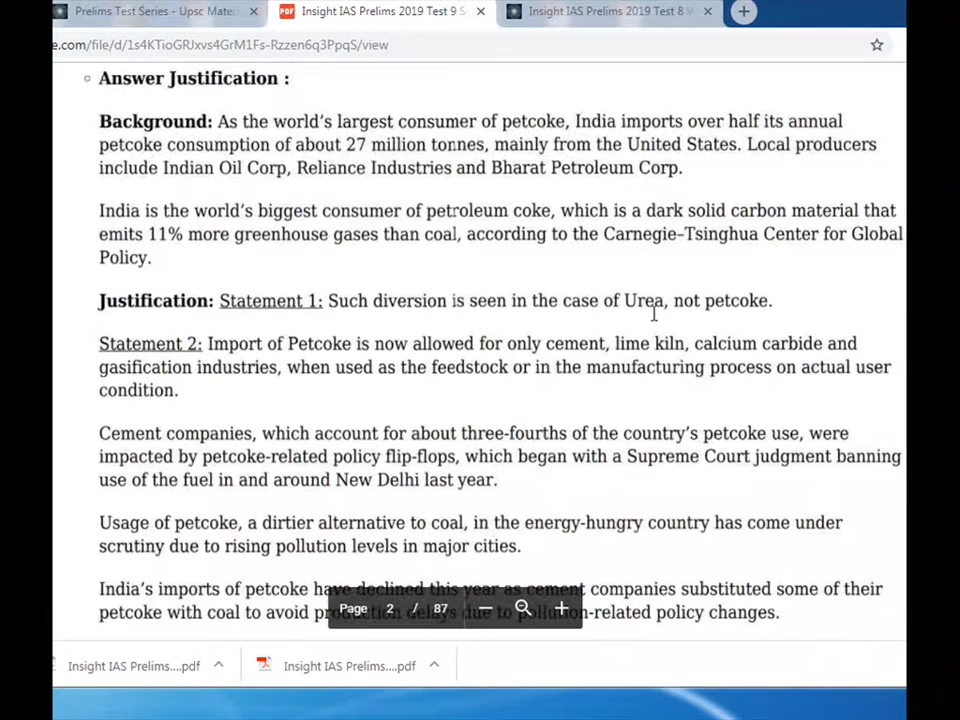 Prelims Test Series - Upsc Mater
Insight IAS Prelims 2019 Test 9 S
Insight IAS Prelims 2019 Test 8 
e.com/file/d/1s4KTioGRJxvs4GrM1Fs-Rzzen6q3PpqS/view
Answer Justification :
Background: As the world's largest consumer of petcoke, India imports over half its annual
petcoke consumption of about 27 million tonnes, mainly from the United States. Local producers
include Indian Oil Corp, Reliance Industries and Bharat Petroleum Corp.
India is the world's biggest consumer of petroleum coke, which is a dark solid carbon material that
emits 11% more greenhouse gases than coal, according to the Carnegie–Tsinghua Center for Global
Policy.
Justification: Statement 1: Such diversion is seen in the case of Urea, not petcoke.
Statement 2: Import of Petcoke is now allowed for only cement, lime kiln, calcium carbide and
gasification industries, when used as the feedstock or in the manufacturing process on actual user
condition.
Cement companies, which account for about three-fourths of the country's petcoke use, were
impacted by petcoke-related policy flip-flops, which began with a Supreme Court judgment banning
use of the fuel in and around New Delhi last year.
Usage of petcoke, a dirtier alternative to coal, in the energy-hungry country has come under
scrutiny due to rising pollution levels in major cities.
India's imports of petcoke have declined this year as cement companies substituted some of their
petcoke with coal to avoid production delays due to pollution-related policy changes.
Page 2 / 87
Insight IAS Prelims....pdf
Insight IAS Prelims....pdf